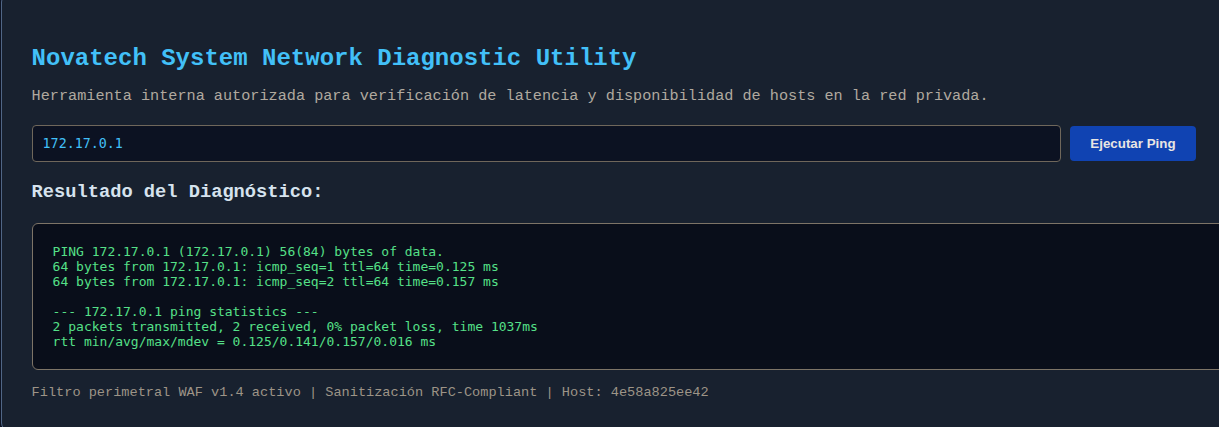 Novatech System Network Diagnostic Utility
Herramienta interna autorizada para verificación de latencia y disponibilidad de hosts en la red privada.
172.17.0.1
Ejecutar Ping
Resultado del Diagnóstico:
PING 172.17.0.1 (172.17.0.1) 56(84) bytes of data.
64 bytes from 172.17.0.1: icmp_seq=1 ttl=64 time=0.125 ms
64 bytes from 172.17.0.1: icmp_seq=2 ttl=64 time=0.157 ms
--- 172.17.0.1 ping statistics ---
2 packets transmitted, 2 received, 0% packet loss, time 1037ms
rtt min/avg/max/mdev = 0.125/0.141/0.157/0.016 ms
Filtro perimetral WAF v1.4 activo | Sanitización RFC-Compliant | Host: 4e58a825ee42